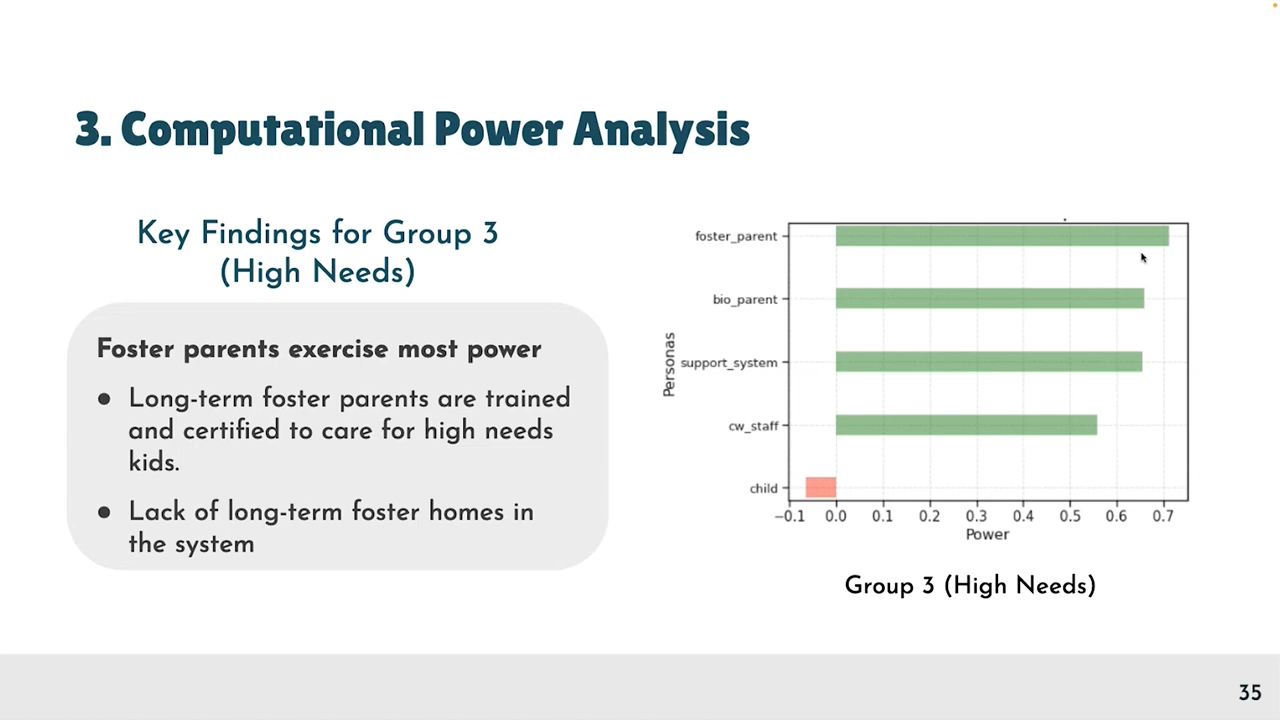 3. Computational Power Analysis
Key Findings for Group 3
(High Needs)
Foster parents exercise most power
● Long-term foster parents are trained
and certified to care for high needs
kids.
● Lack of long-term foster homes in
the system
Personas
foster_parent
bio_parent
support_system
cw_staff
child
−0.1 0.0 0.1 0.2 0.3 0.4 0.5 0.6 0.7
Power
Group 3 (High Needs)
35